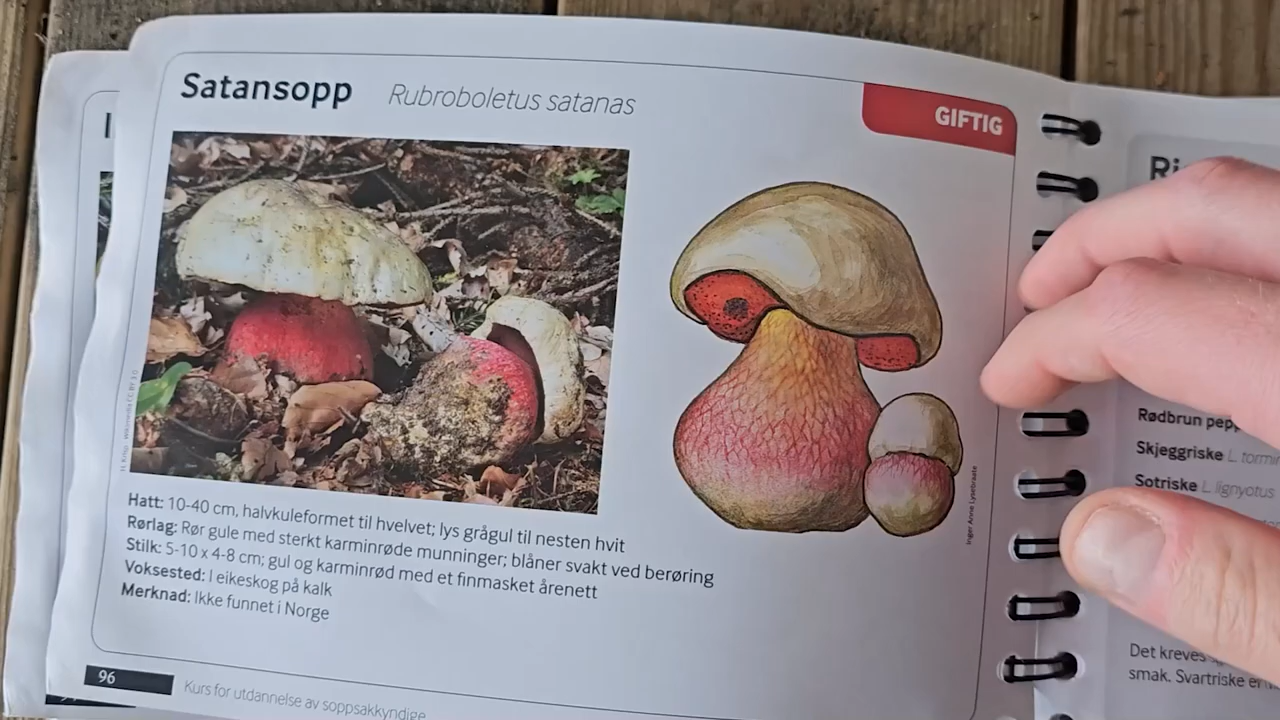 Satansopp Rubroboletus satanas
GIFTIG
Hatt: 10-40 cm, halvkuleformet til hvelvet; lys grågul til nesten hvit
Rørlag: Rør gule med sterkt karminrøde munninger; blåner svakt ved berøring
Stilk: 5-10 x 4-8 cm; gul og karminrød med et finmasket årenett
Voksested: I eikeskog på kalk
Merknad: Ikke funnet i Norge
Inger Anne Lysebraate
96
Kurs for utdannelse av soppsakkyndige
Rødbrun
Skjeggriske L.
Sotriske L. lignyotus
Det kreves
smak. Svartriske